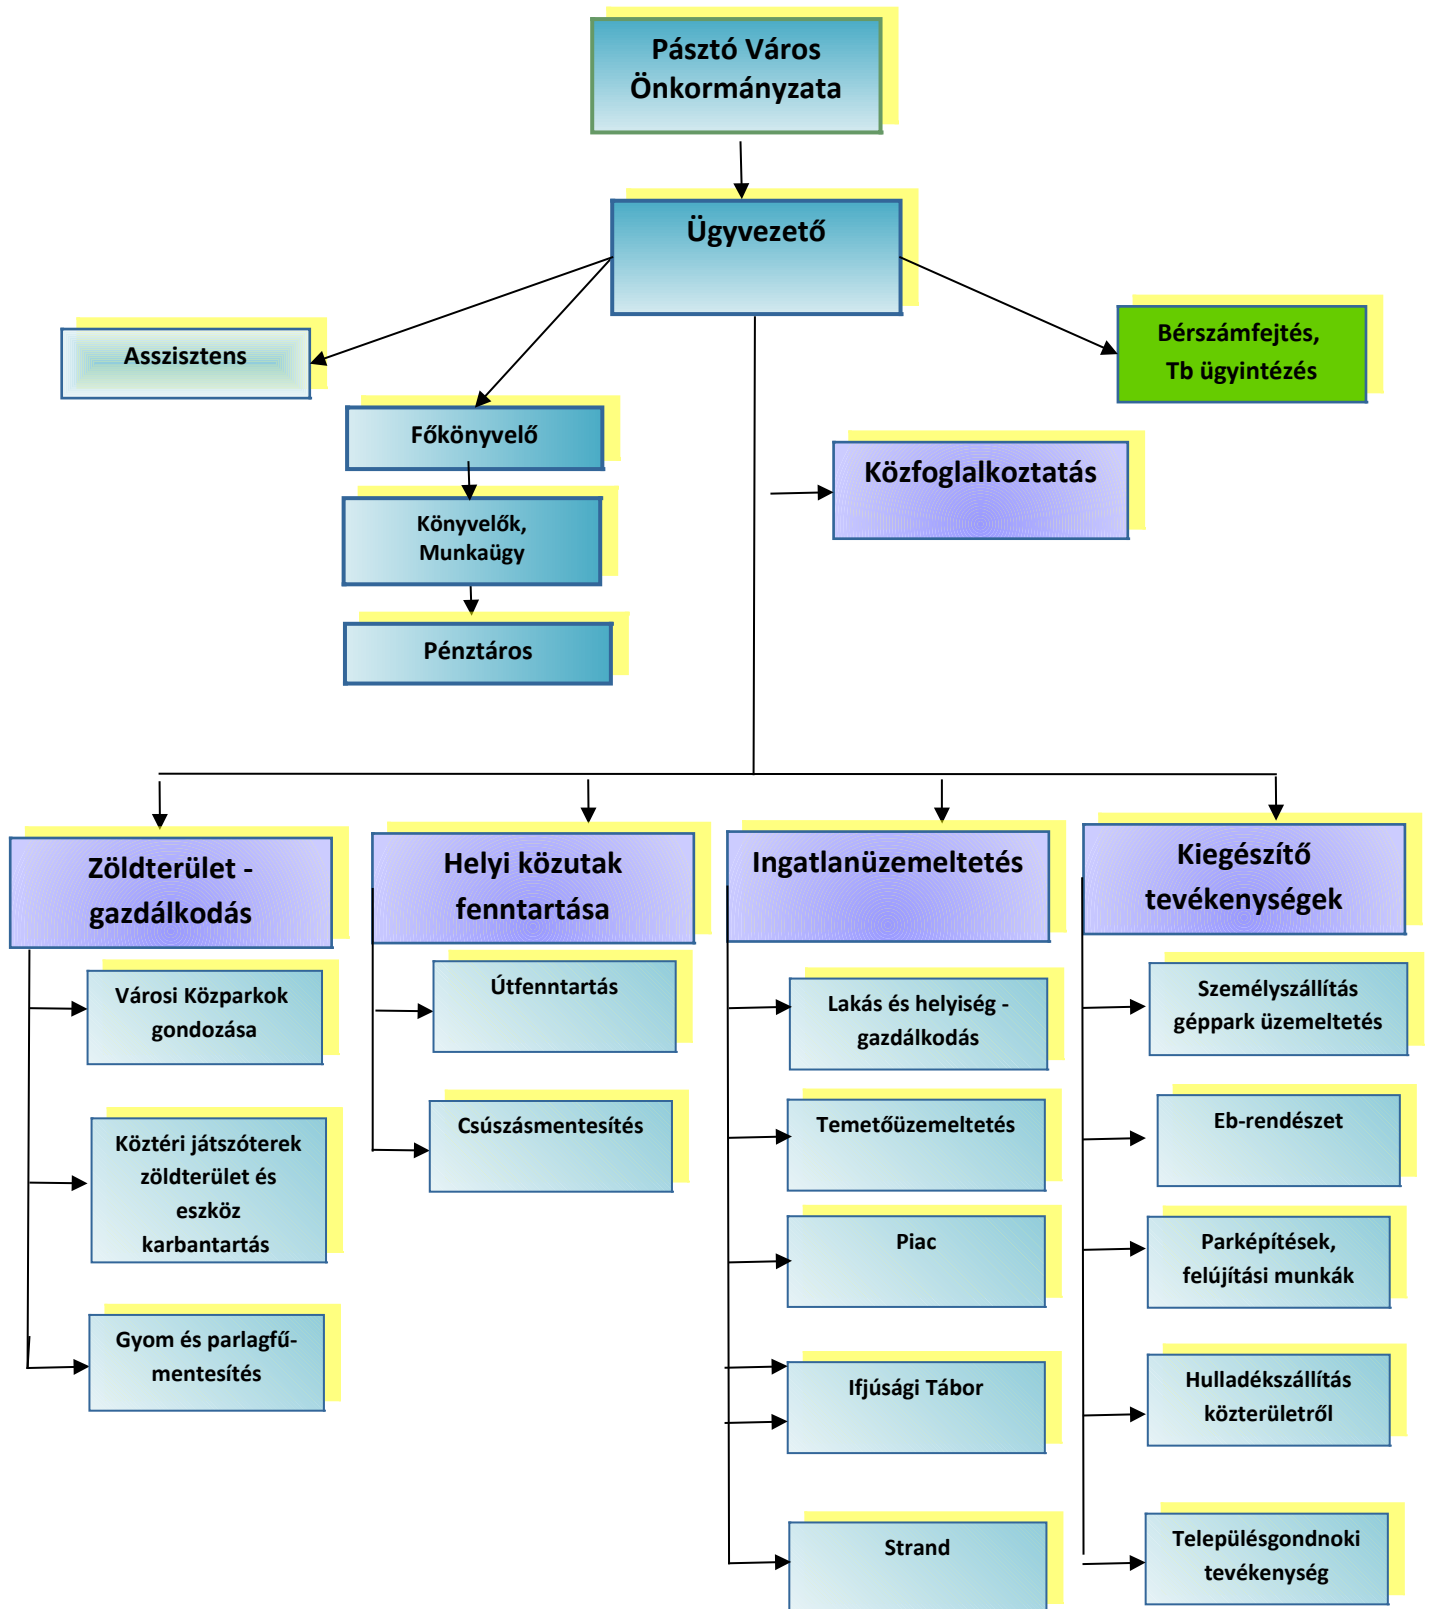 Pásztó Város
Önkormányzata
Ügyvezető
Asszisztens
Bérszámfejtés,
Tb ügyintézés
Főkönyvelő
Közfoglalkoztatás
Könyvelők,
Munkaügy
Pénztáros
Zöldterület -
gazdálkodás
Helyi közutak
fenntartása
Ingatlanüzemeltetés
Kiegészítő
tevékenységek
Városi Közparkok
gondozása
Köztéri játszóterek
zöldterület és
eszköz
karbantartás
Gyom és parlagfű-
mentesítés
Útfenntartás
Csúszásmentesítés
Lakás és helyiség -
gazdálkodás
Temetőüzemeltetés
Piac
Ifjúsági Tábor
Strand
Személyszállítás
géppark üzemeltetés
Eb-rendészet
Parképítések,
felújítási munkák
Hulladékszállítás
közterületről
Településgondnoki
tevékenység